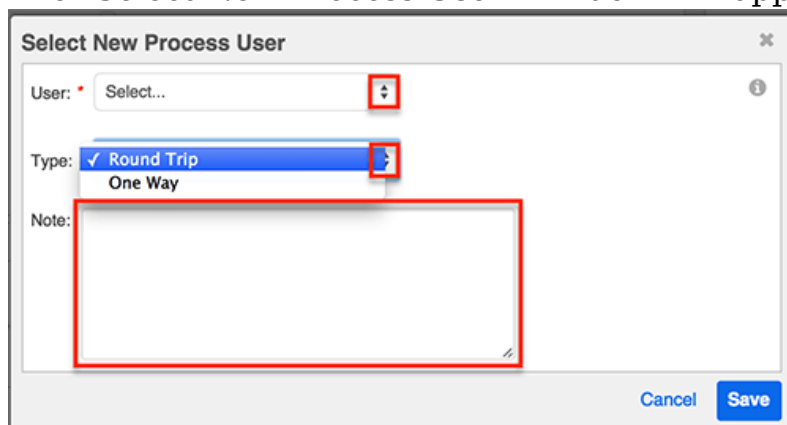 Select New Process User
User: * Select...
Type: ✓ Round Trip
One Way
Note:
Cancel Save